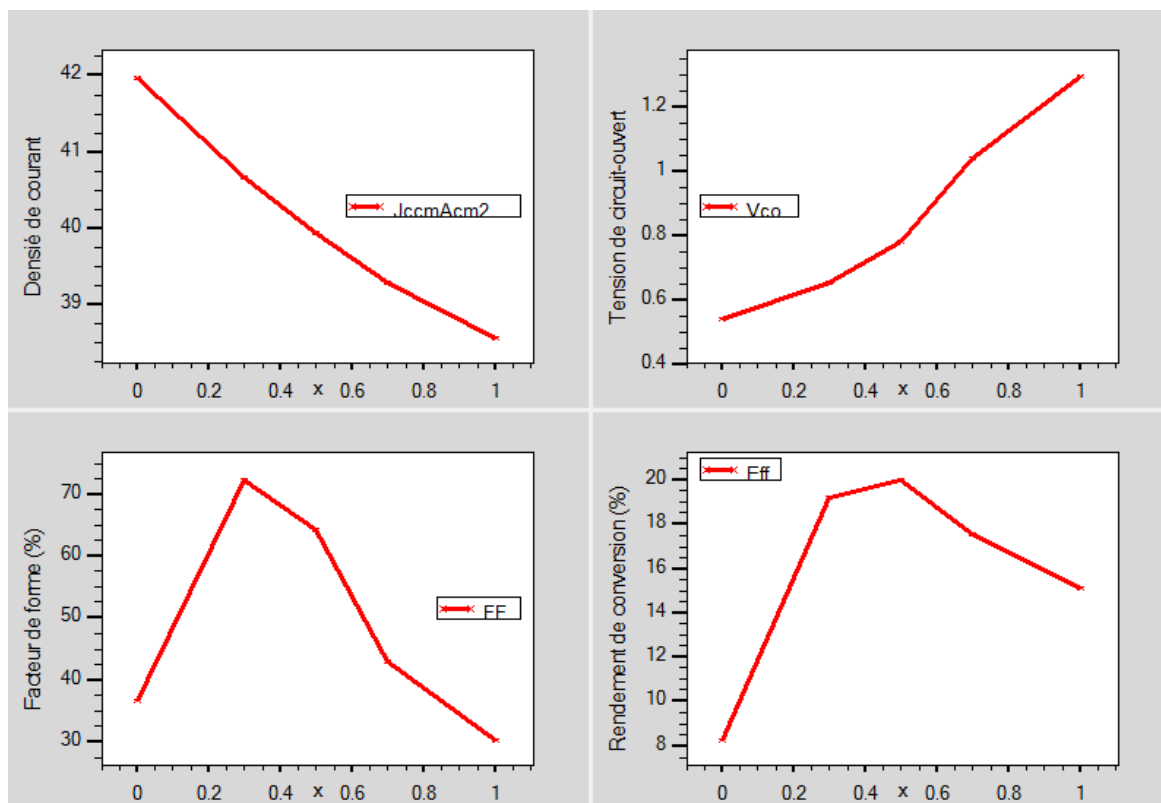 Densié de courant
42
41
40
39
JccmAcm2
0 0.2 0.4 x 0.6 0.8 1
Tension de circuit-ouvert
1.2
1
0.8
0.6
0.4
Vco
0 0.2 0.4 x 0.6 0.8 1
Facteur de forme (%)
70
60
50
40
30
FF
0 0.2 0.4 x 0.6 0.8 1
Rendement de conversion (%)
20
18
16
14
12
10
8
Eff
0 0.2 0.4 x 0.6 0.8 1